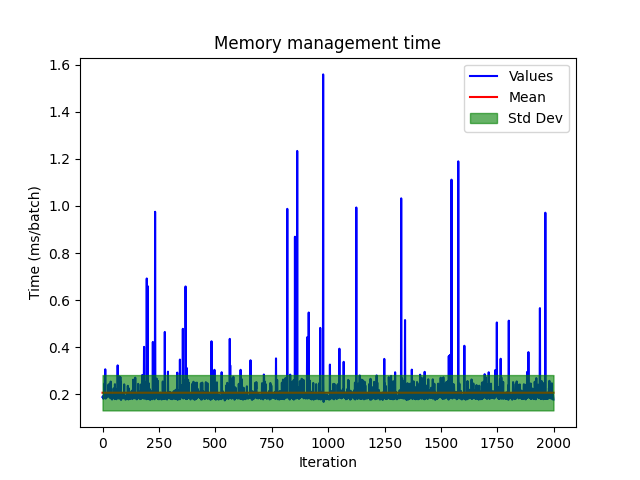 Memory management time
Time (ms/batch)
1.6
1.4
1.2
1.0
0.8
0.6
0.4
0.2
Values
Mean
Std Dev
0 250 500 750 1000 1250 1500 1750 2000
Iteration